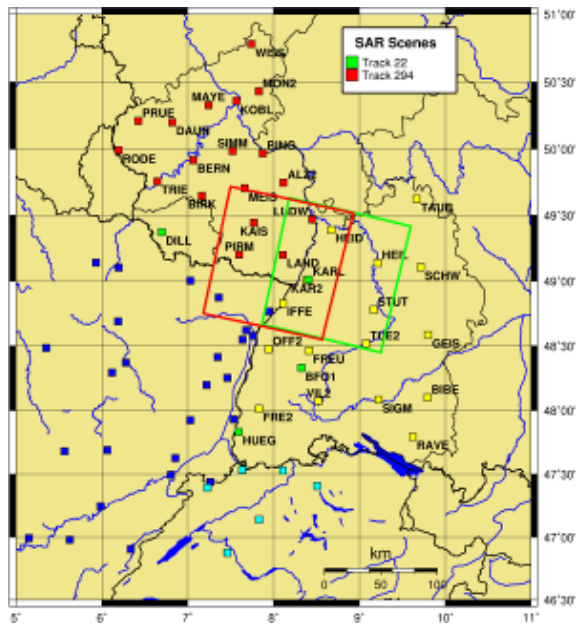 51°00'
SAR Scenes
Track 22
Track 294
WISS
50°30'
MON2
MAYE
KOBL
PRUE
DAUN
SIMM
BING
50°00'
RODE
BERN
ALZ2
TRIE
BIRK
MEIS
TAUB
LUDW
49°30'
KAIS
HEID
DILL
PIRM
LAND
HEIL
SCHW
KARL
49°00'
KAR2
IFFE
STUT
TUE2
GEIS
48°30'
OFF2
FREU
BFO1
VIL2
BIBE
SIGM
48°00'
FRE2
HUEG
RAVE
47°30'
47°00'
km
0
50
100
46°30'
5°
6°
7°
8°
9°
10°
11°